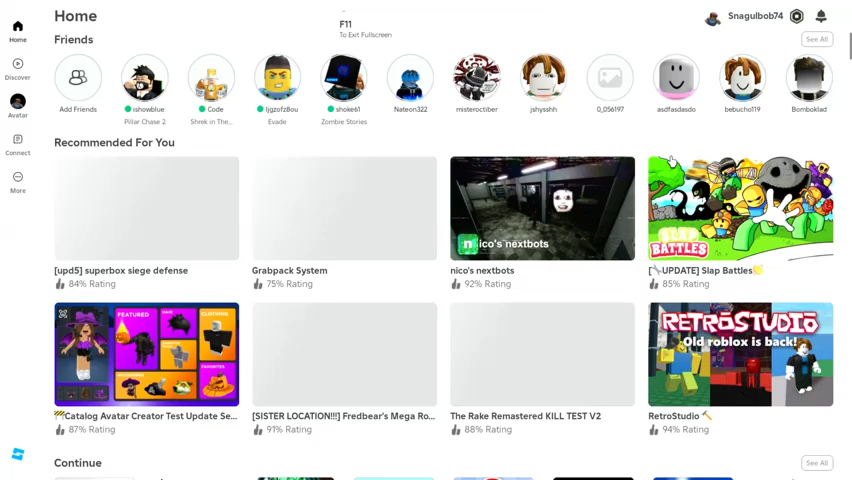 Home
F11
To Exit Fullscreen
Snagulbob74
Home
Friends
See All
Discover
Avatar
Connect
More
Add Friends
ishowblue
Pillar Chase 2
Code
Shrek in The...
ljgzofzBou
Evade
shoke61
Zombie Stories
Nateon322
misteroctiber
jshysshh
0_056197
asdfasdasdo
bebucho119
Bomboklad
Recommended For You
nico's nextbots
SLAP
BATTLES
[upd5] superbox siege defense
84% Rating
Grabpack System
75% Rating
nico's nextbots
92% Rating
[🔧UPDATE] Slap Battles👏
85% Rating
FEATURED
HAIR
CLOTHING
ACCESSORIES
FAVORITES
RETROSTUDIO
Old roblox is back!
🚧Catalog Avatar Creator Test Update Se...
87% Rating
[SISTER LOCATION!!!] Fredbear's Mega Ro...
91% Rating
The Rake Remastered KILL TEST V2
88% Rating
RetroStudio 🔨
94% Rating
Continue
See All